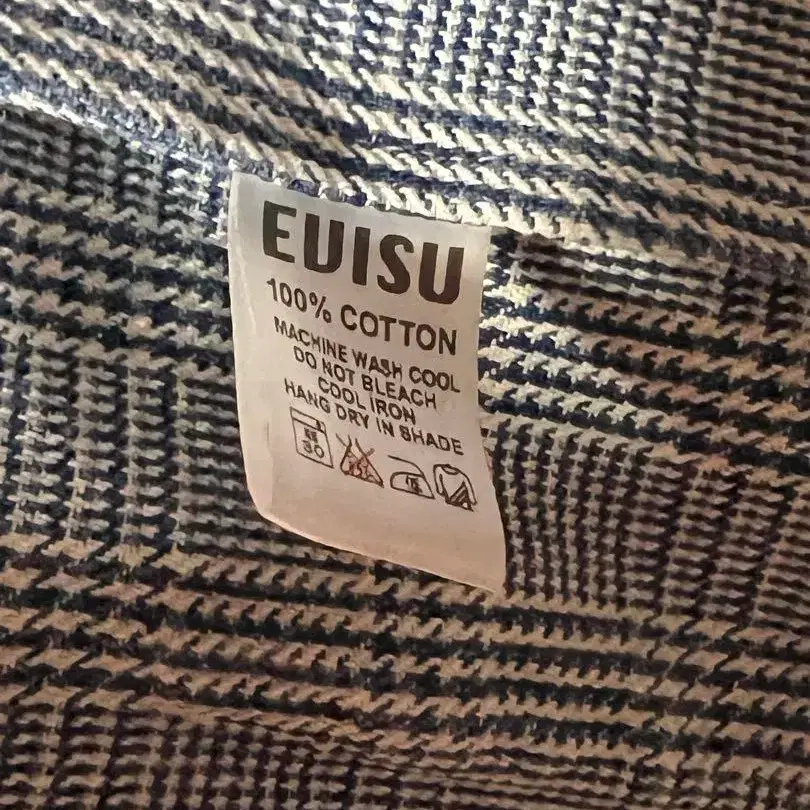 EVISU
100% COTTON
MACHINE WASH COOL
DO NOT BLEACH
COOL IRON
HANG DRY IN SHADE
30